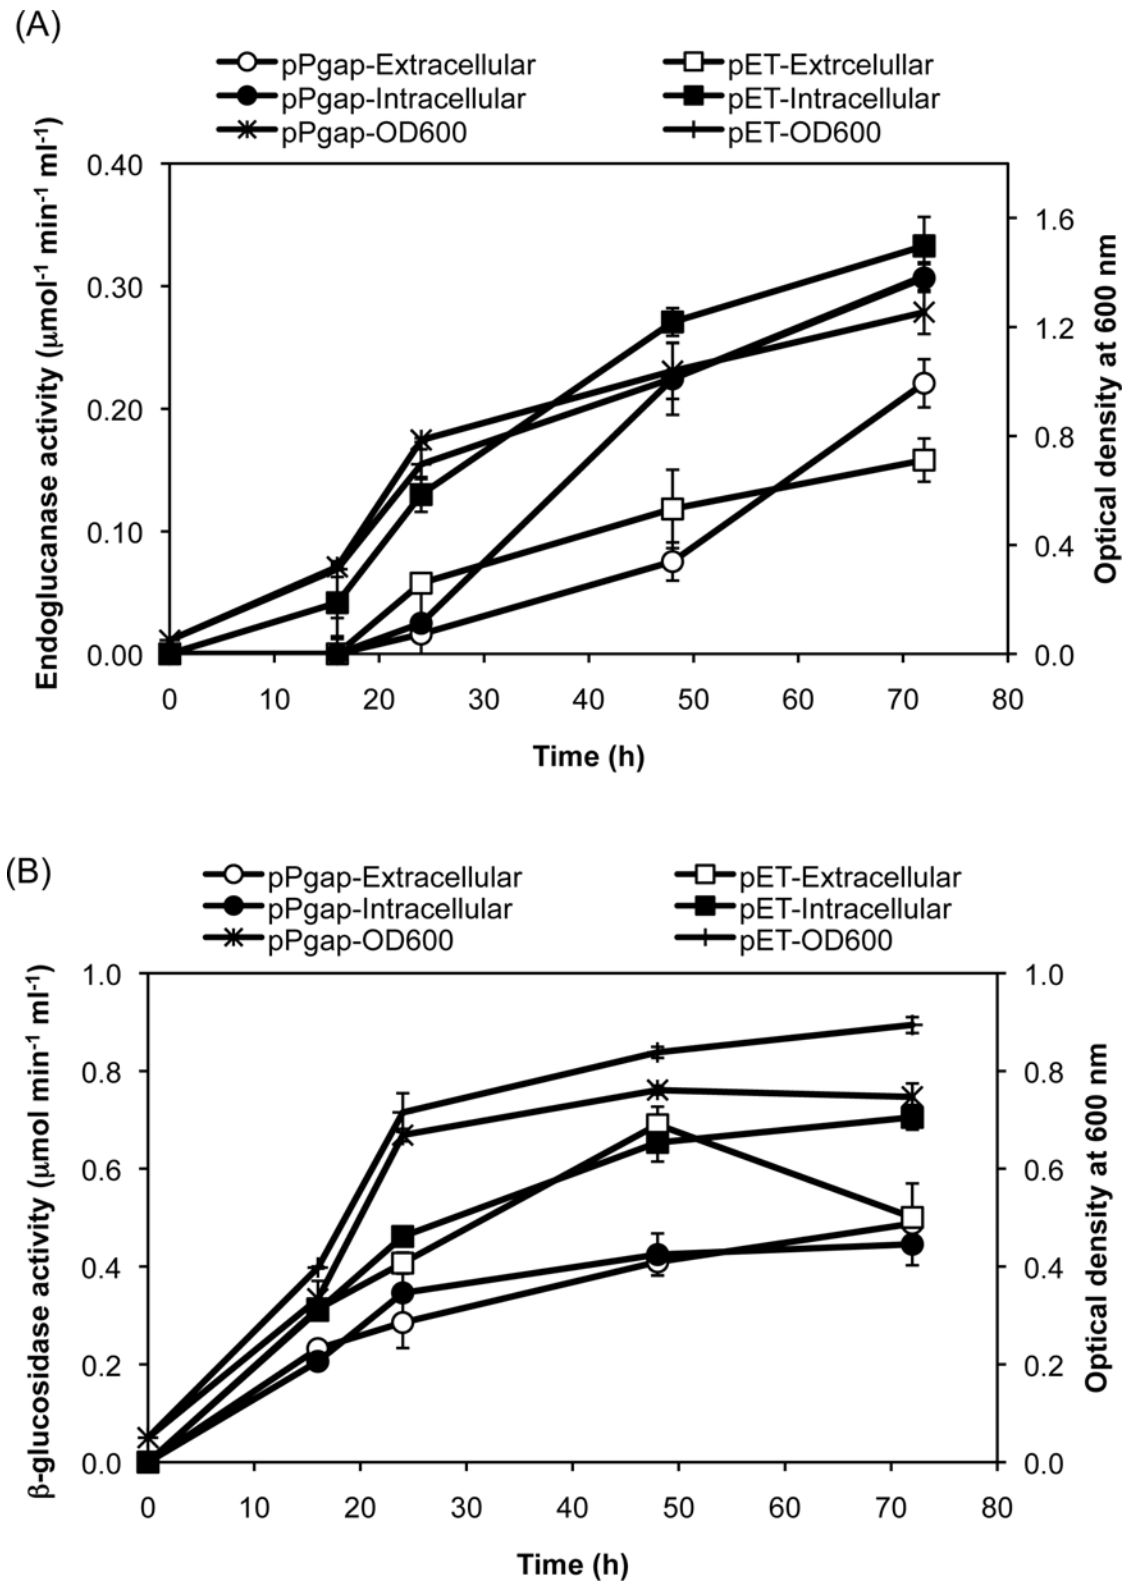 (A)
pPgap-Extracellular pET-Extrcelullar
pPgap-Intracellular pET-Intracellular
pPgap-OD600 pET-OD600
Endoglucanase activity (μmol⁻¹ min⁻¹ ml⁻¹)
0.40
0.30
0.20
0.10
0.00
1.6
1.2
0.8
0.4
0.0
Optical density at 600 nm
0 10 20 30 40 50 60 70 80
Time (h)
(B)
pPgap-Extracellular pET-Extracellular
pPgap-Intracellular pET-Intracellular
pPgap-OD600 pET-OD600
β-glucosidase activity (μmol min⁻¹ ml⁻¹)
1.0
0.8
0.6
0.4
0.2
0.0
1.0
0.8
0.6
0.4
0.2
0.0
Optical density at 600 nm
0 10 20 30 40 50 60 70 80
Time (h)